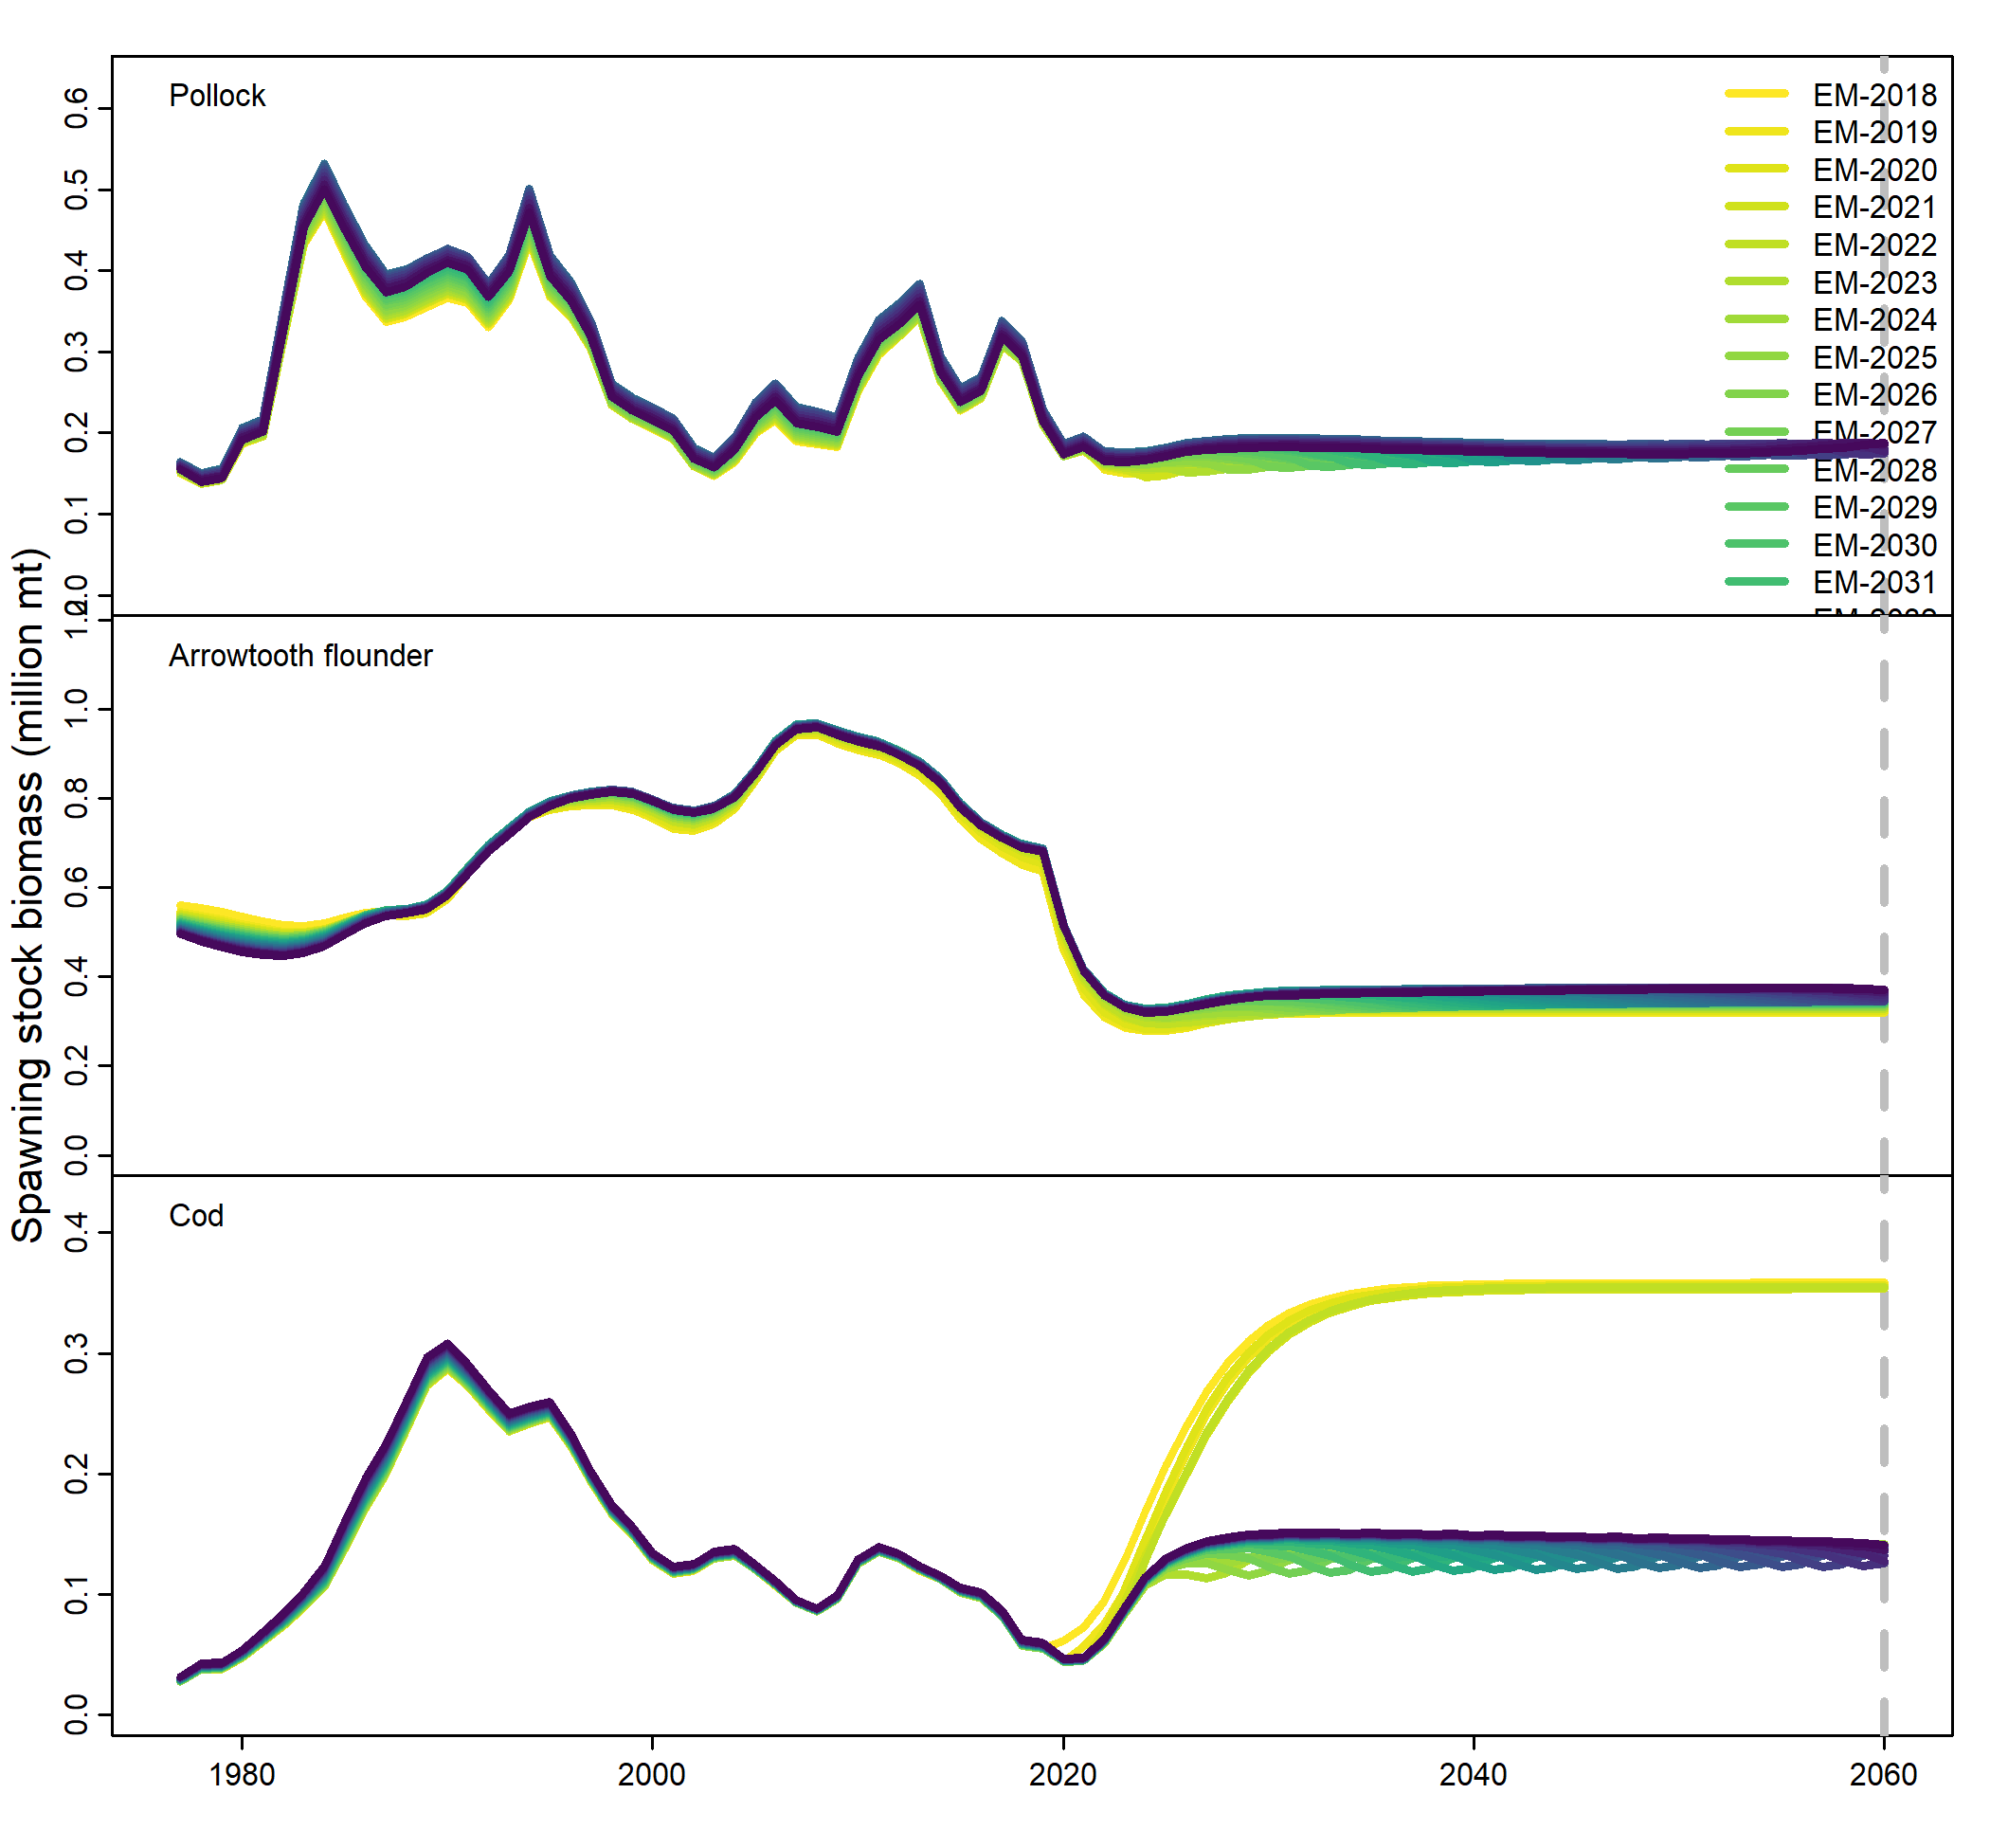 Spawning stock biomass (million mt)
Pollock
0.6
0.5
0.4
0.3
0.2
0.1
0.0
EM-2018
EM-2019
EM-2020
EM-2021
EM-2022
EM-2023
EM-2024
EM-2025
EM-2026
EM-2027
EM-2028
EM-2029
EM-2030
EM-2031
Arrowtooth flounder
1.2
1.0
0.8
0.6
0.4
0.2
0.0
Cod
0.4
0.3
0.2
0.1
0.0
1980 2000 2020 2040 2060